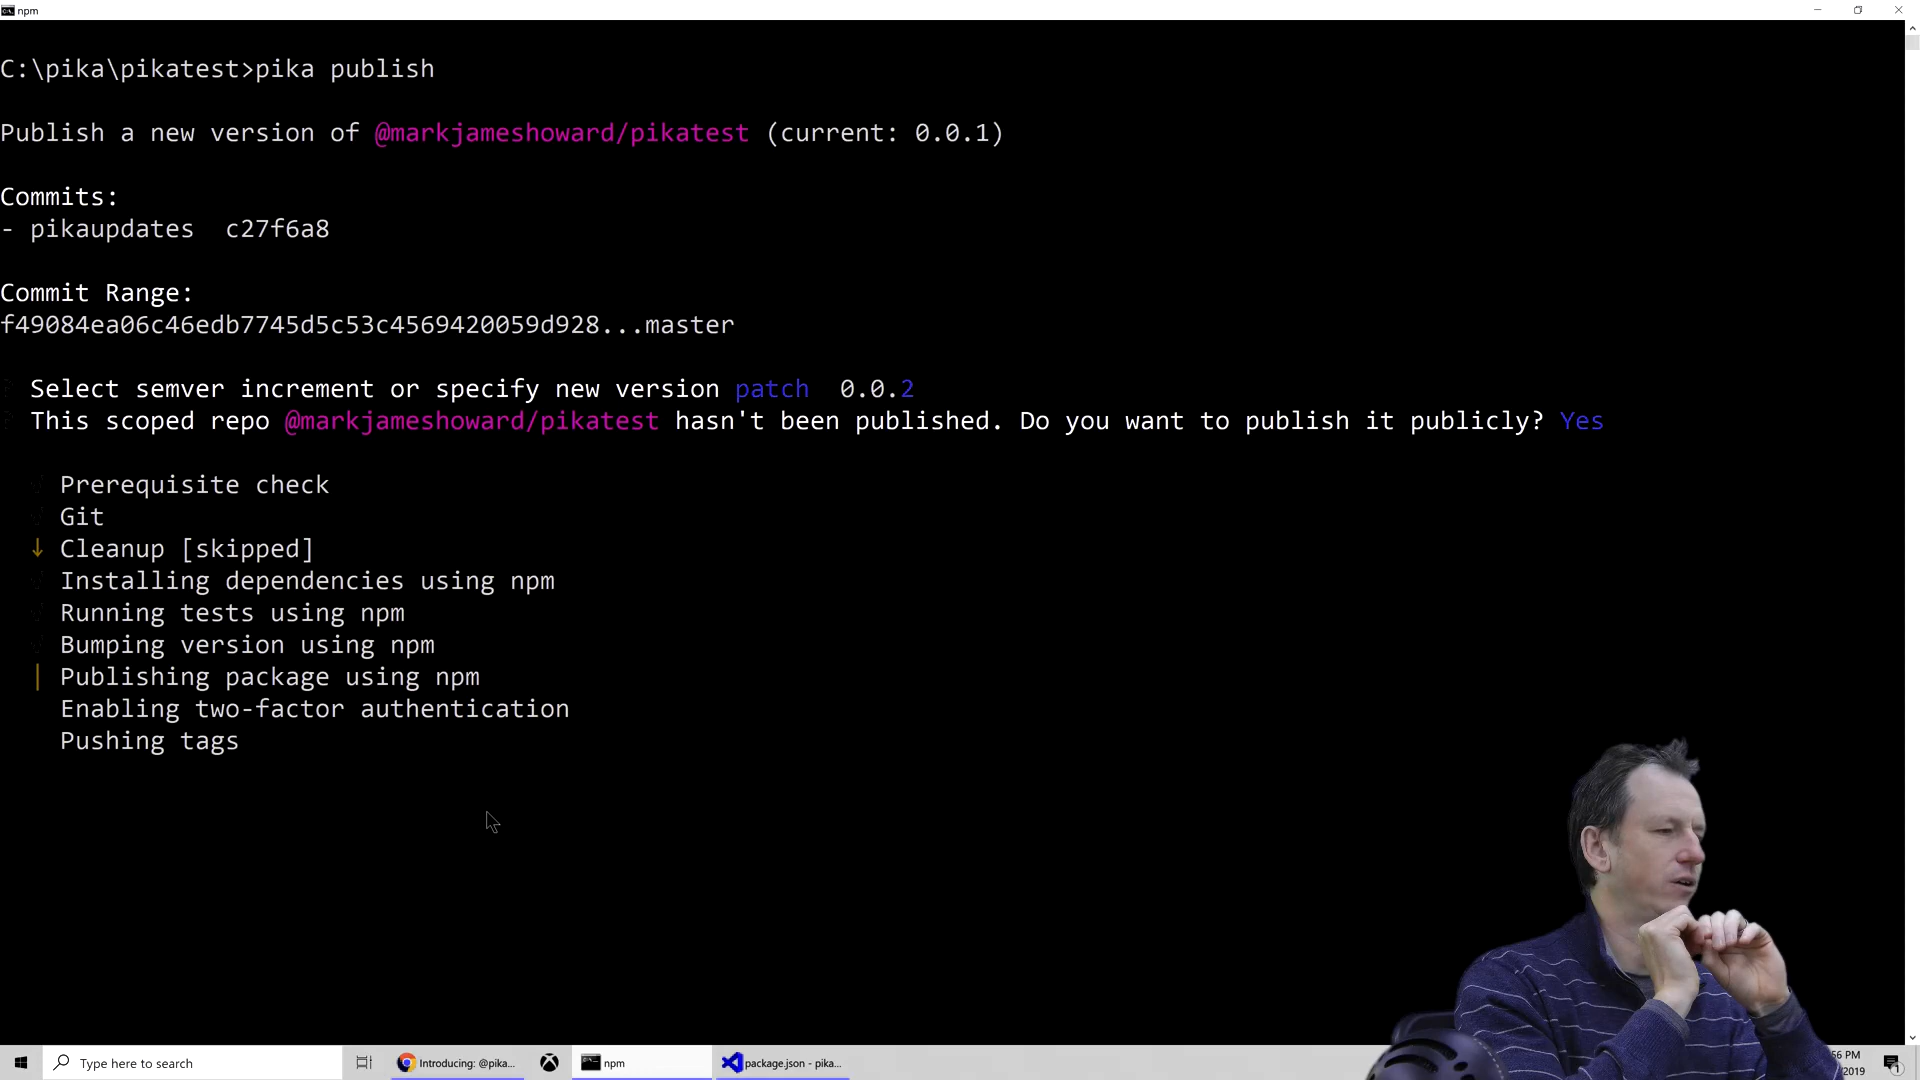 npm
C:\pika\pikatest>pika publish
Publish a new version of @markjameshoward/pikatest (current: 0.0.1)
Commits:
- pikaupdates  c27f6a8
Commit Range:
f49084ea06c46edb7745d5c53c4569420059d928...master
Select semver increment or specify new version patch  0.0.2
This scoped repo @markjameshoward/pikatest hasn't been published. Do you want to publish it publicly? Yes
Prerequisite check
Git
↓ Cleanup [skipped]
Installing dependencies using npm
Running tests using npm
Bumping version using npm
| Publishing package using npm
Enabling two-factor authentication
Pushing tags
Type here to search
Introducing: @pika...
npm
package.json - pika...
56 PM
/2019
1